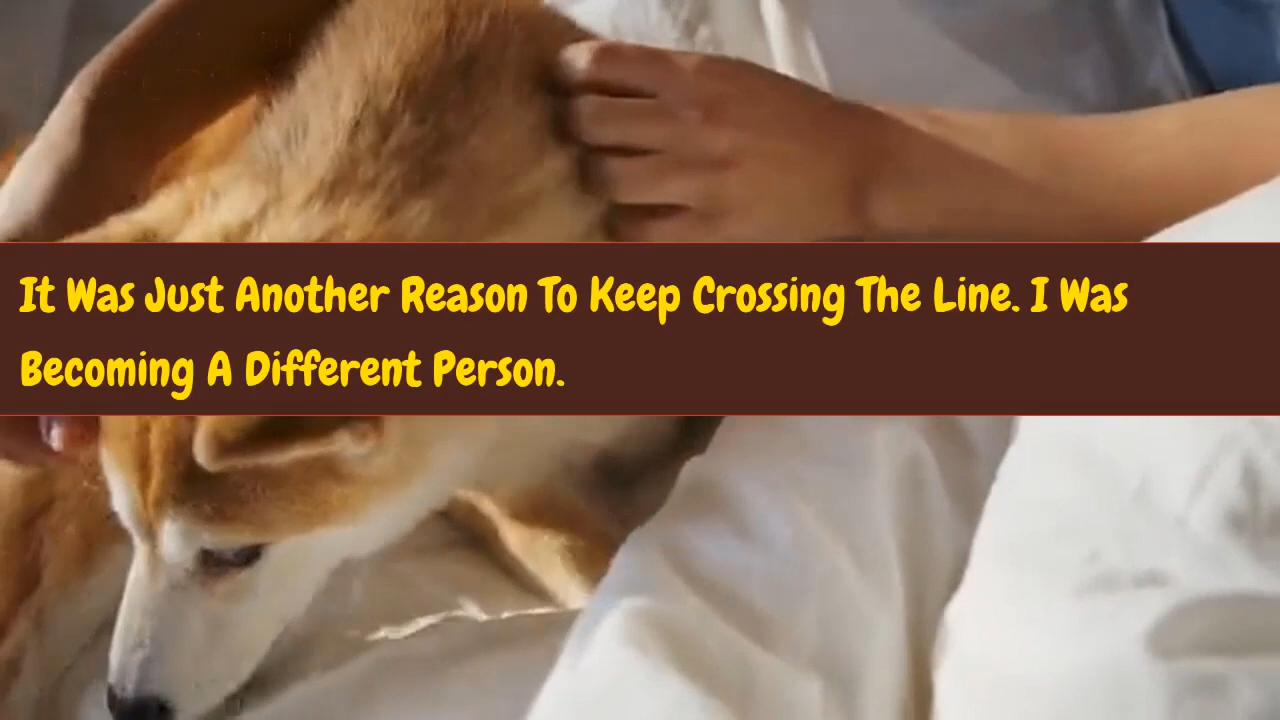 It Was Just Another Reason To Keep Crossing The Line. I Was
Becoming A Different Person.